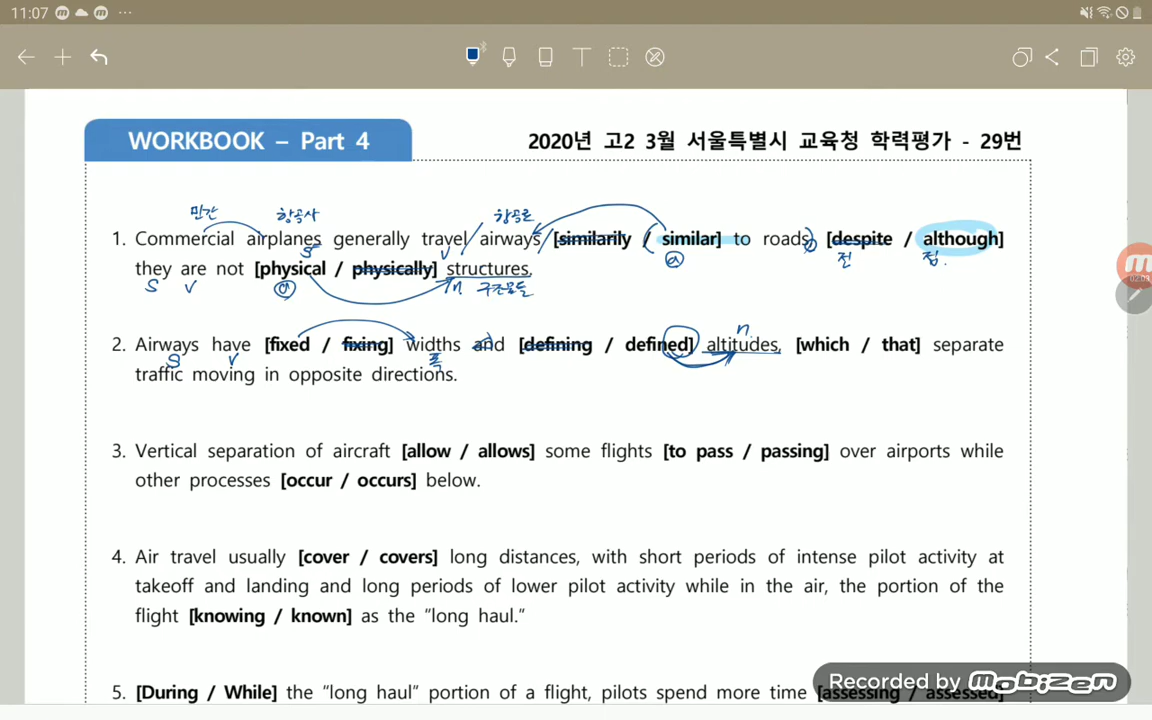 11:07
WORKBOOK – Part 4
2020년 고2 3월 서울특별시 교육청 학력평가 - 29번
민간 항공사 항공로
1. Commercial airplanes generally travel airways [similarily / similar] to roads, [despite / although]
S V ⓐ 전 접.
they are not [physical / physically] structures.
S V ⓐ n 구조물들
n
2. Airways have [fixed / fixing] widths and [defining / defined] altitudes, [which / that] separate
S V 폭
traffic moving in opposite directions.
3. Vertical separation of aircraft [allow / allows] some flights [to pass / passing] over airports while
other processes [occur / occurs] below.
4. Air travel usually [cover / covers] long distances, with short periods of intense pilot activity at
takeoff and landing and long periods of lower pilot activity while in the air, the portion of the
flight [knowing / known] as the “long haul.”
5. [During / While] the “long haul” portion of a flight, pilots spend more time [assessing / assessed]
Recorded by mobizen